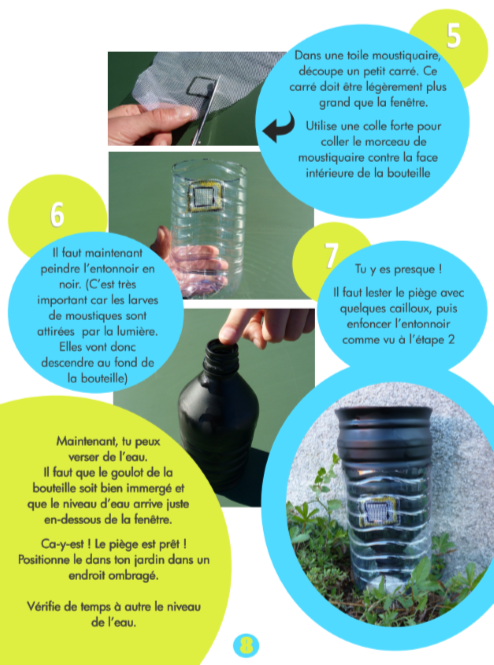 5
Dans une toile moustiquaire,
découpe un petit carré. Ce
carré doit être légèrement plus
grand que la fenêtre.
Utilise une colle forte pour
coller le morceau de
moustiquaire contre la face
intérieure de la bouteille
6
Il faut maintenant
peindre l'entonnoir en
noir. (C'est très
important car les larves
de moustiques sont
attirées par la lumière.
Elles vont donc
descendre au fond de
la bouteille)
7
Tu y es presque !
Il faut lester le piège avec
quelques cailloux, puis
enfoncer l'entonnoir
comme vu à l'étape 2
Maintenant, tu peux
verser de l'eau.
Il faut que le goulot de la
bouteille soit bien immergé et
que le niveau d'eau arrive juste
en-dessous de la fenêtre.
Ca-y-est ! Le piège est prêt !
Positionne le dans ton jardin dans un
endroit ombragé.
Vérifie de temps à autre le niveau
de l'eau.
8